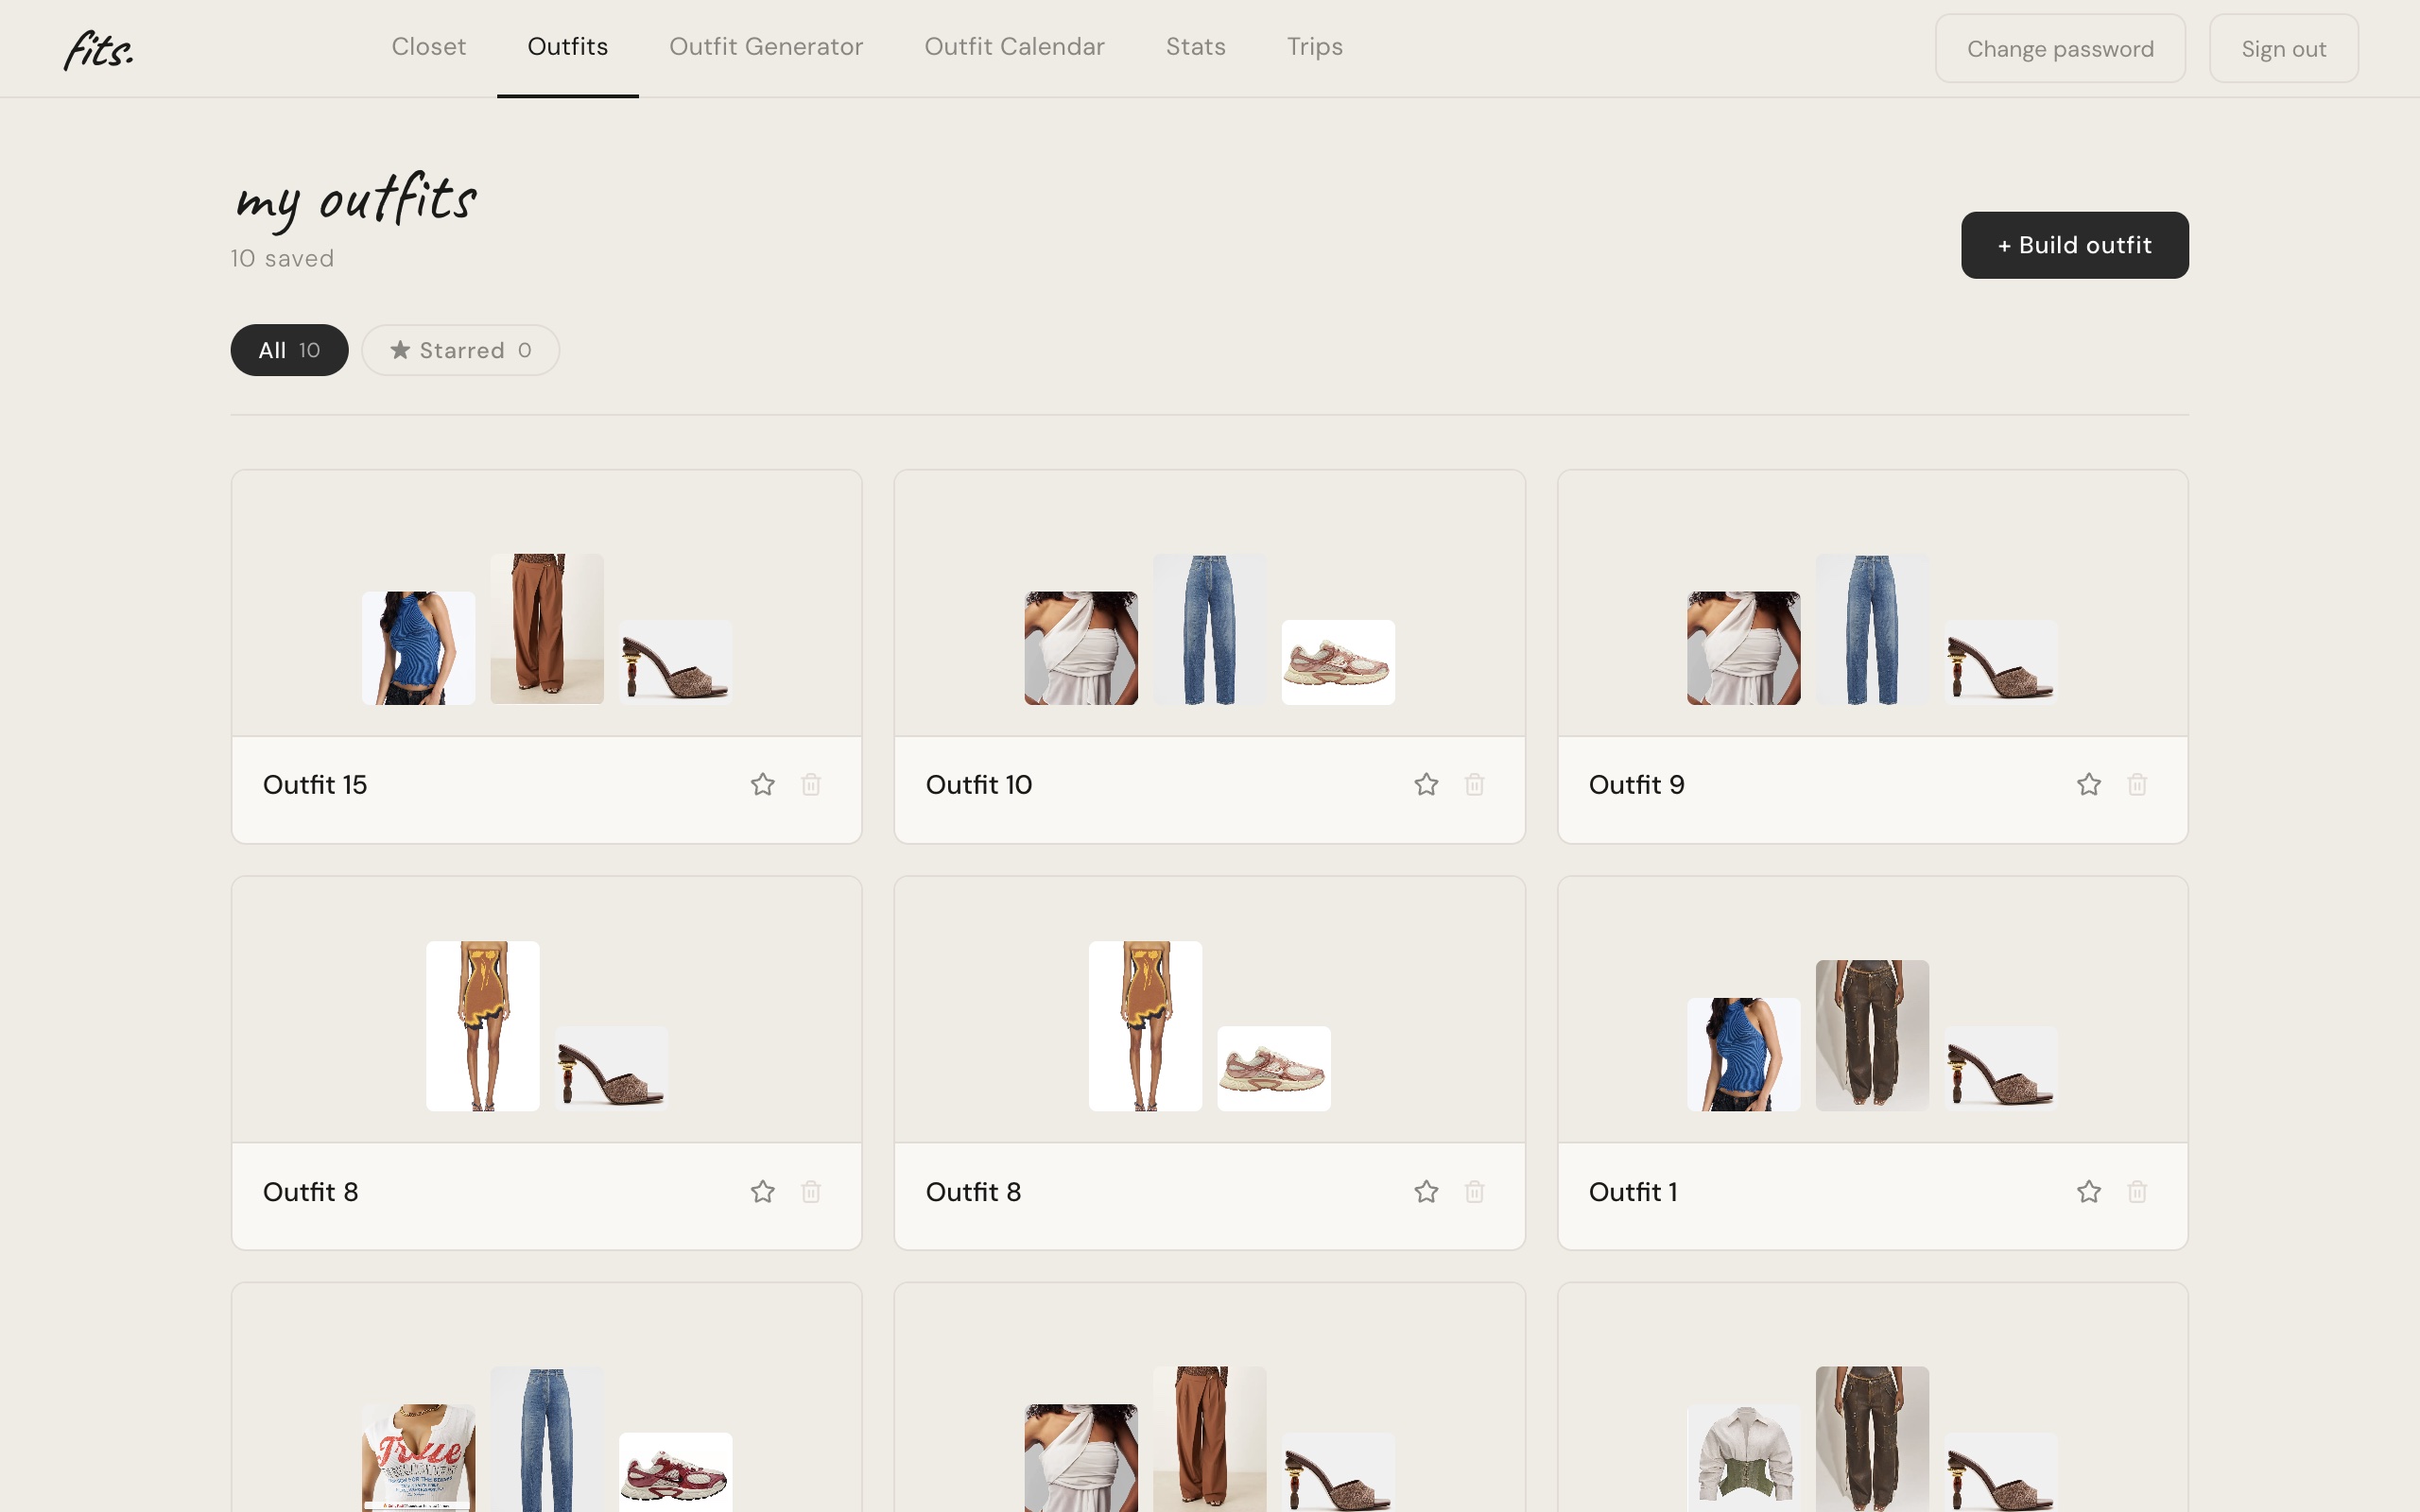 fits.
Closet Outfits Outfit Generator Outfit Calendar Stats Trips
Change password Sign out
my outfits
10 saved
+ Build outfit
All 10 ★ Starred 0
Outfit 15
Outfit 10
Outfit 9
Outfit 8
Outfit 8
Outfit 1
True